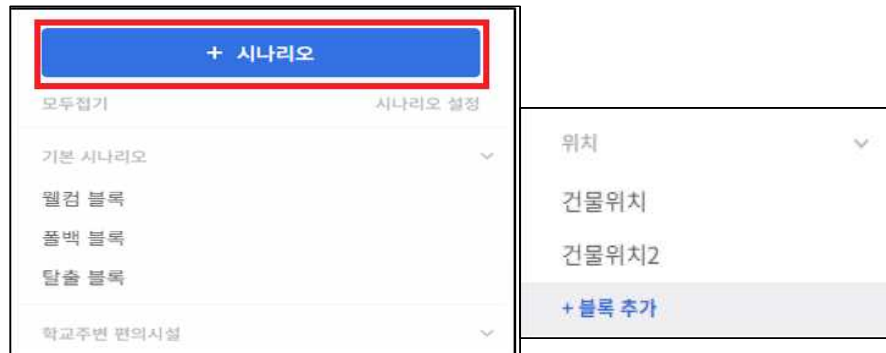 + 시나리오
모두접기 시나리오 설정
기본 시나리오
웰컴 블록
폴백 블록
탈출 블록
학교주변 편의시설
위치
건물위치
건물위치2
+ 블록 추가